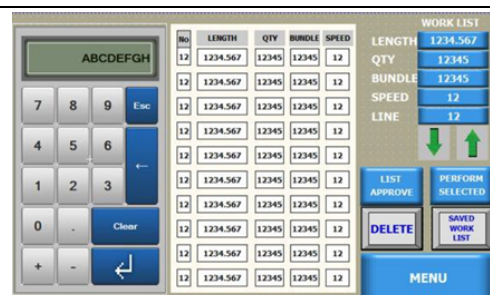 ABCDEFGH
7 8 9 Esc
4 5 6 ←
1 2 3
0 . Clear
+ -
No LENGTH QTY BUNDLE SPEED
12 1234.567 12345 12345 12
12 1234.567 12345 12345 12
12 1234.567 12345 12345 12
12 1234.567 12345 12345 12
12 1234.567 12345 12345 12
12 1234.567 12345 12345 12
12 1234.567 12345 12345 12
12 1234.567 12345 12345 12
12 1234.567 12345 12345 12
12 1234.567 12345 12345 12
WORK LIST
LENGTH 1234.567
QTY 12345
BUNDLE 12345
SPEED 12
LINE 12
LIST
APPROVE
PERFORM
SELECTED
DELETE
SAVED
WORK
LIST
MENU